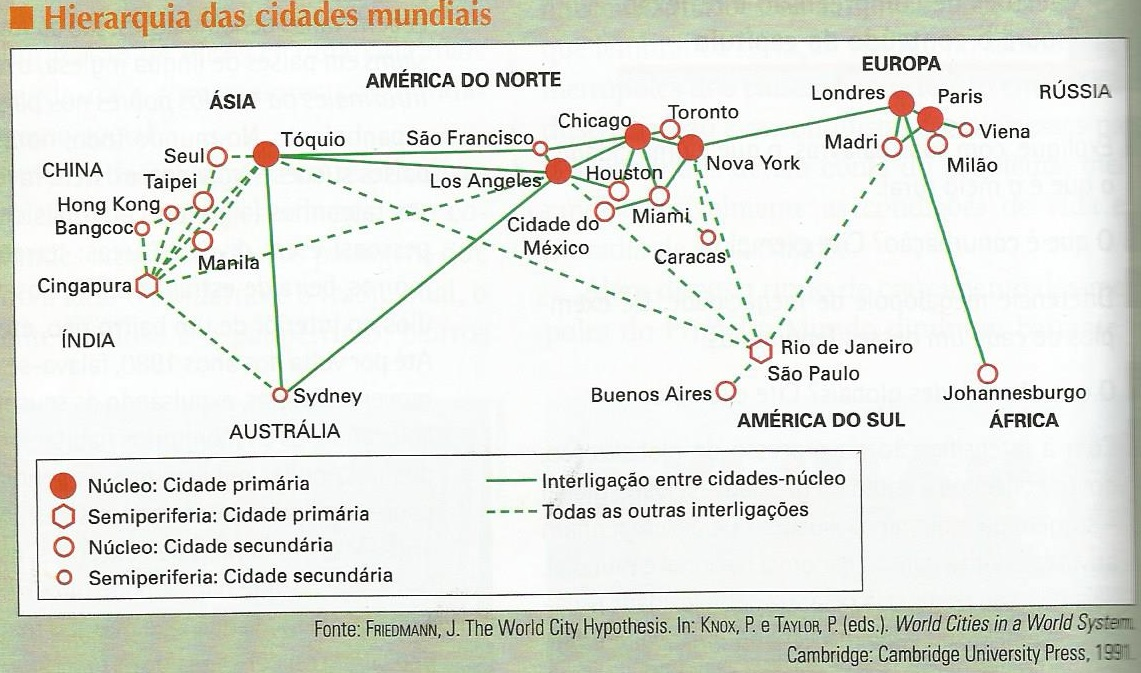 Hierarquia das cidades mundiais
AMÉRICA DO NORTE
EUROPA
ÁSIA
RÚSSIA
CHINA
ÍNDIA
AUSTRÁLIA
AMÉRICA DO SUL
ÁFRICA
Tóquio
Seul
Taipei
Hong Kong
Bangcoc
Manila
Cingapura
Sydney
São Francisco
Los Angeles
Chicago
Toronto
Nova York
Houston
Miami
Cidade do
México
Caracas
Londres
Paris
Madri
Viena
Milão
Rio de Janeiro
São Paulo
Buenos Aires
Johannesburgo
Núcleo: Cidade primária
Semiperiferia: Cidade primária
Núcleo: Cidade secundária
Semiperiferia: Cidade secundária
Interligação entre cidades-núcleo
Todas as outras interligações
Fonte: FRIEDMANN, J. The World City Hypothesis. In: KNOX, P. e TAYLOR, P. (eds.). World Cities in a World System.
Cambridge: Cambridge University Press, 1991.